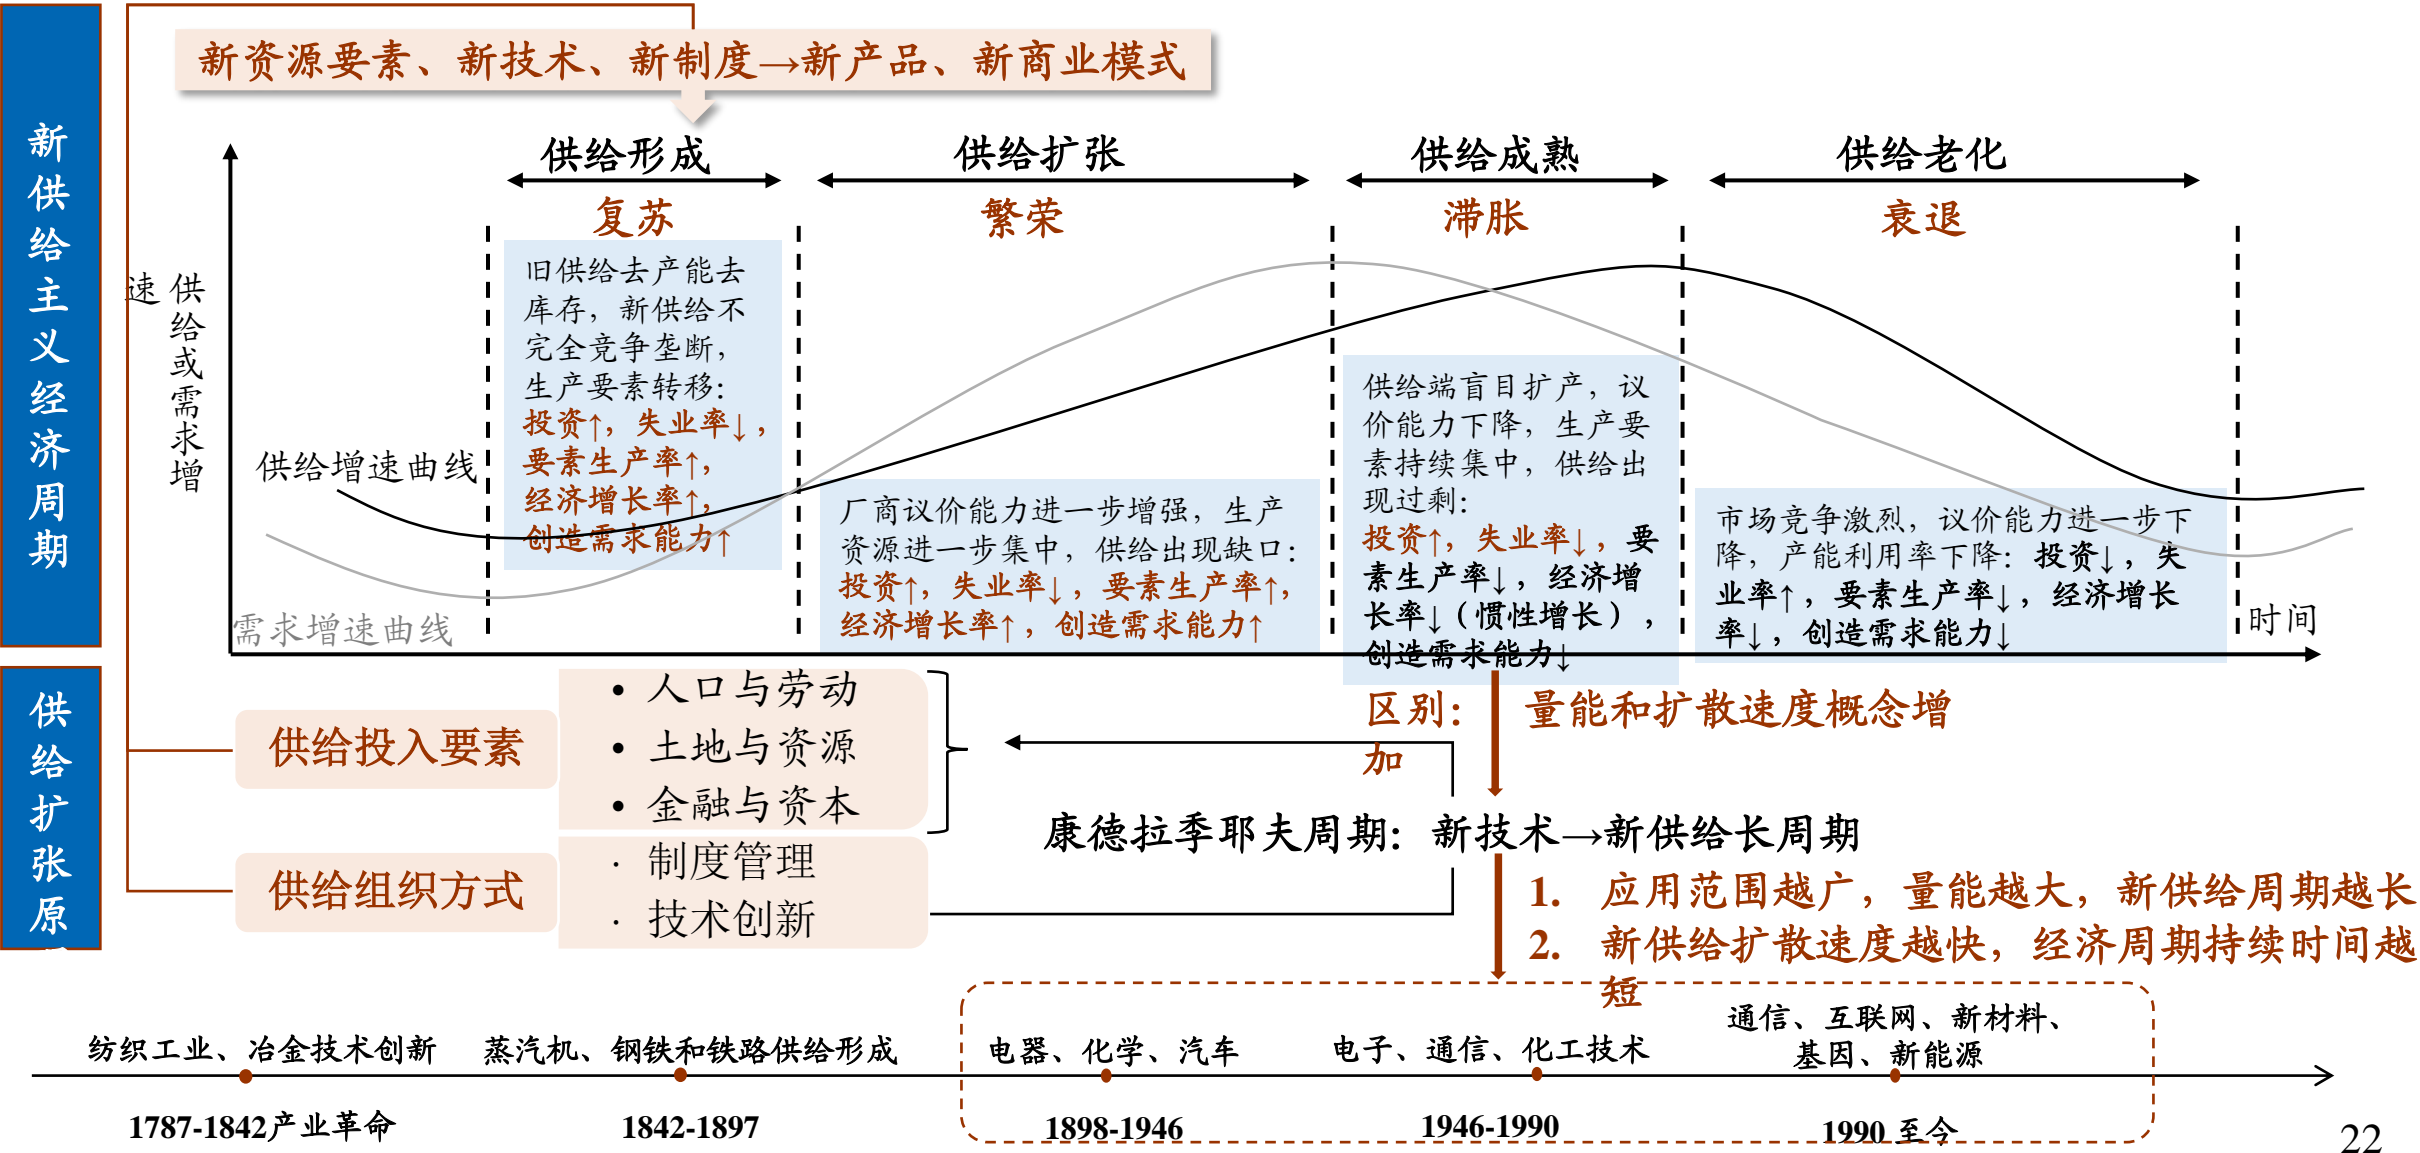 新资源要素、新技术、新制度→新产品、新商业模式
新供给主义经济周期
供给形成
供给扩张
供给成熟
供给老化
复苏
繁荣
滞胀
衰退
供给或需求增
速
旧供给去产能去
库存，新供给不
完全竞争垄断，
生产要素转移：
投资↑，失业率↓，
要素生产率↑，
经济增长率↑，
创造需求能力↑
厂商议价能力进一步增强，生产
资源进一步集中，供给出现缺口：
投资↑，失业率↓，要素生产率↑，
经济增长率↑，创造需求能力↑
供给端盲目扩产，议
价能力下降，生产要
素持续集中，供给出
现过剩：
投资↑，失业率↓，要
素生产率↓，经济增
长率↓（惯性增长），
创造需求能力↓
市场竞争激烈，议价能力进一步下
降，产能利用率下降：投资↓，失
业率↑，要素生产率↓，经济增长
率↓，创造需求能力↓
供给增速曲线
需求增速曲线
时间
供给扩张原
供给投入要素
• 人口与劳动
• 土地与资源
• 金融与资本
供给组织方式
· 制度管理
· 技术创新
区别： 量能和扩散速度概念增
加
康德拉季耶夫周期：新技术→新供给长周期
1. 应用范围越广，量能越大，新供给周期越长
2. 新供给扩散速度越快，经济周期持续时间越
短
纺织工业、冶金技术创新
蒸汽机、钢铁和铁路供给形成
电器、化学、汽车
电子、通信、化工技术
通信、互联网、新材料、
基因、新能源
1787-1842产业革命
1842-1897
1898-1946
1946-1990
1990 至今
22